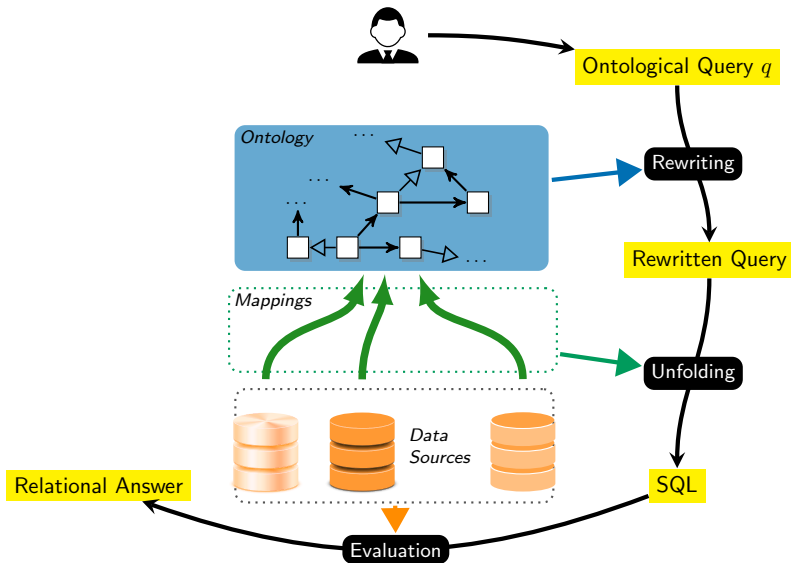 Ontological Query q
Ontology
. . .
Rewriting
. . .
. . .
Rewritten Query
. . .
Mappings
Unfolding
Data
Sources
Relational Answer
SQL
Evaluation